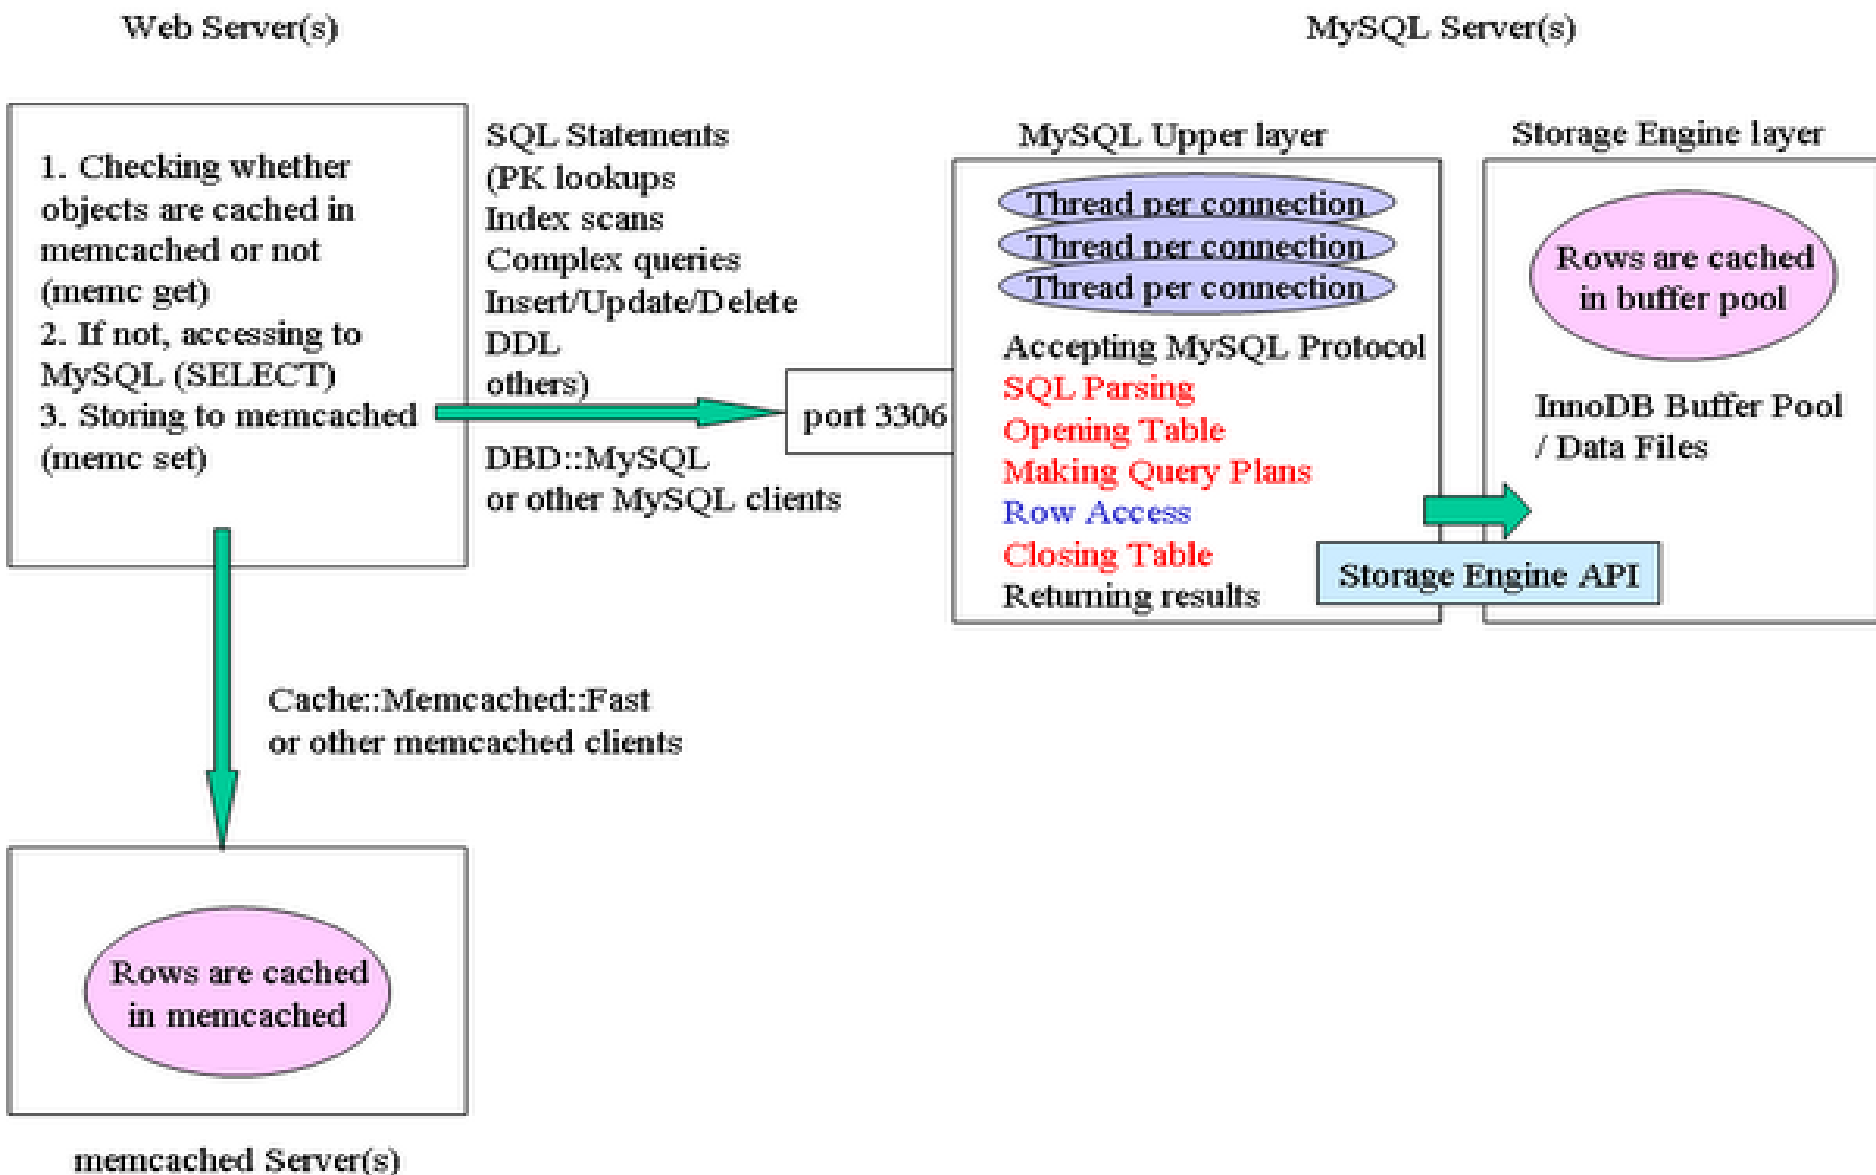 Web Server(s)
MySQL Server(s)
1. Checking whether
objects are cached in
memcached or not
(memc get)
2. If not, accessing to
MySQL (SELECT)
3. Storing to memcached
(memc set)
SQL Statements
(PK lookups
Index scans
Complex queries
Insert/Update/Delete
DDL
others)
DBD::MySQL
or other MySQL clients
port 3306
MySQL Upper layer
Thread per connection
Thread per connection
Thread per connection
Accepting MySQL Protocol
SQL Parsing
Opening Table
Making Query Plans
Row Access
Closing Table
Returning results
Storage Engine API
Storage Engine layer
Rows are cached
in buffer pool
InnoDB Buffer Pool
/ Data Files
Cache::Memcached::Fast
or other memcached clients
Rows are cached
in memcached
memcached Server(s)